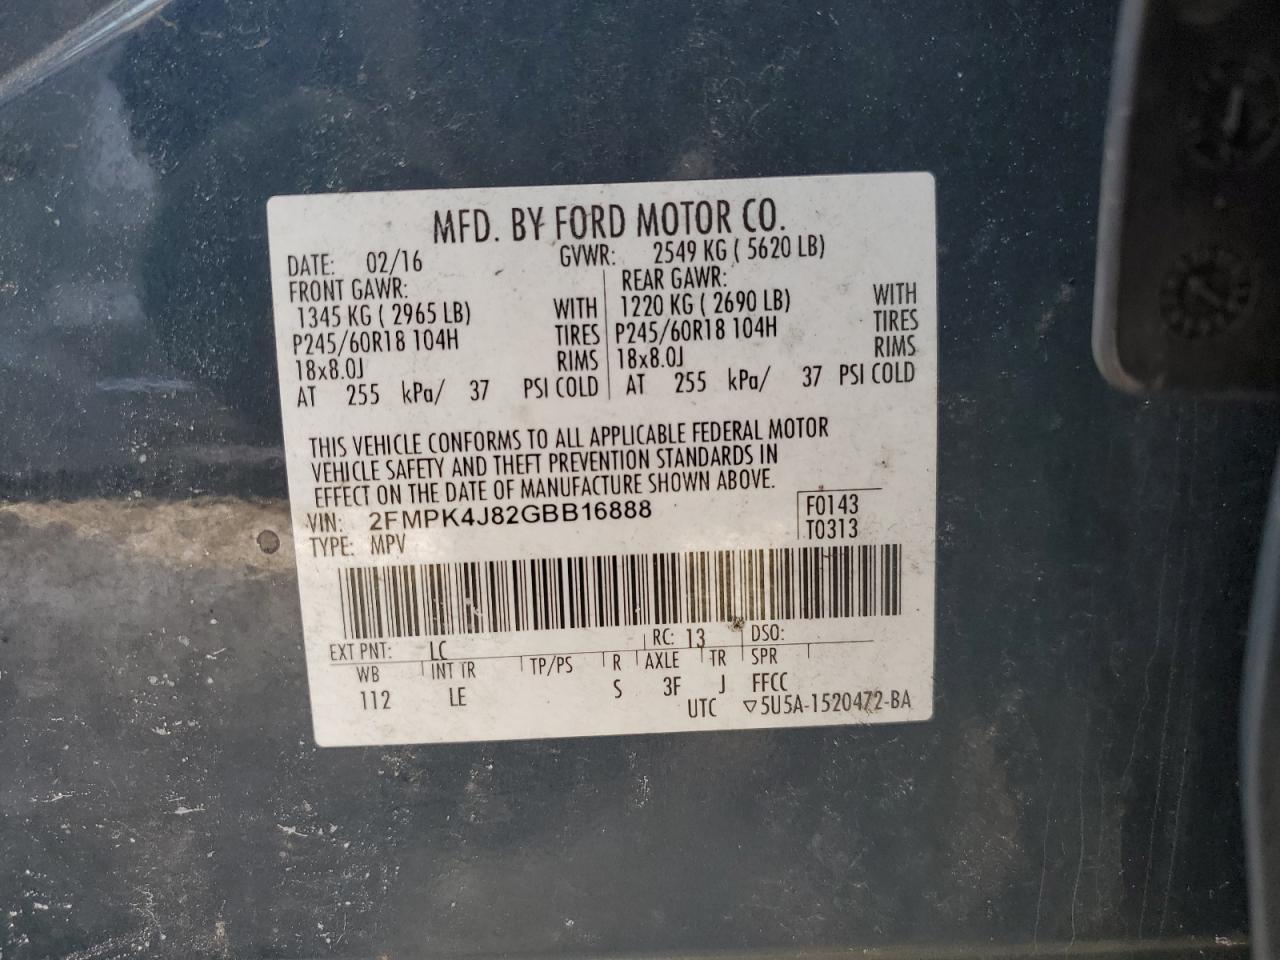 MFD. BY FORD MOTOR CO.
DATE: 02/16 GVWR: 2549 KG ( 5620 LB)
FRONT GAWR: REAR GAWR:
1345 KG ( 2965 LB) WITH 1220 KG ( 2690 LB) WITH
P245/60R18 104H TIRES P245/60R18 104H TIRES
18x8.0J RIMS 18x8.0J RIMS
AT 255 kPa/ 37 PSI COLD AT 255 kPa/ 37 PSI COLD
THIS VEHICLE CONFORMS TO ALL APPLICABLE FEDERAL MOTOR
VEHICLE SAFETY AND THEFT PREVENTION STANDARDS IN
EFFECT ON THE DATE OF MANUFACTURE SHOWN ABOVE.
VIN: 2FMPK4J82GBB16888 F0143
TYPE: MPV T0313
EXT PNT: LC RC: 13 DSO:
WB INT TR TP/PS R AXLE TR SPR
112 LE S 3F J FFCC
UTC ▽5U5A-1520472-BA